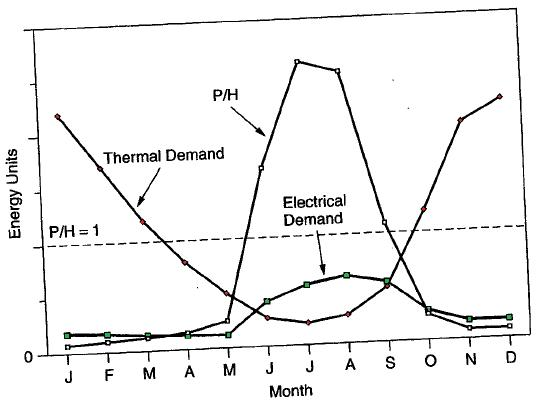 P/H
Thermal Demand
Electrical
Demand
P/H = 1
Energy Units
0
J F M A M J J A S O N D
Month